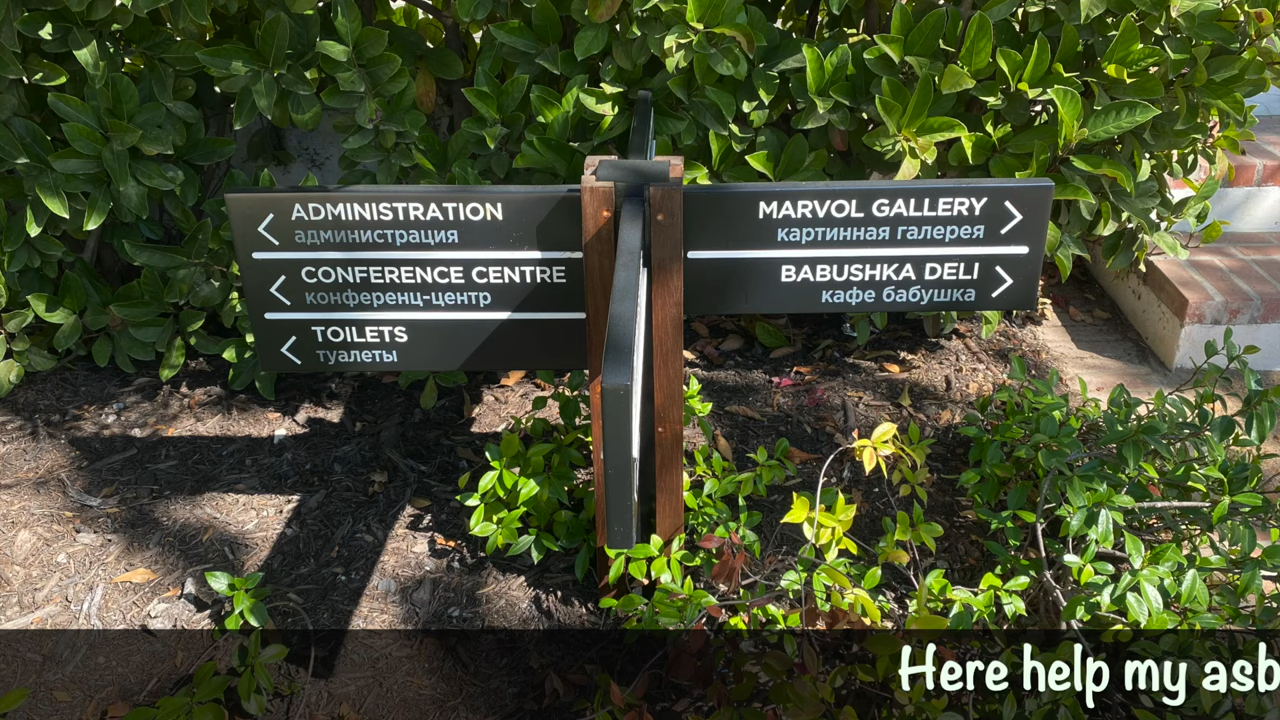 ADMINISTRATION
администрация
CONFERENCE CENTRE
конференц-центр
TOILETS
туалеты
MARVOL GALLERY
картинная галерея
BABUSHKA DELI
кафе бабушка
Here help my asb